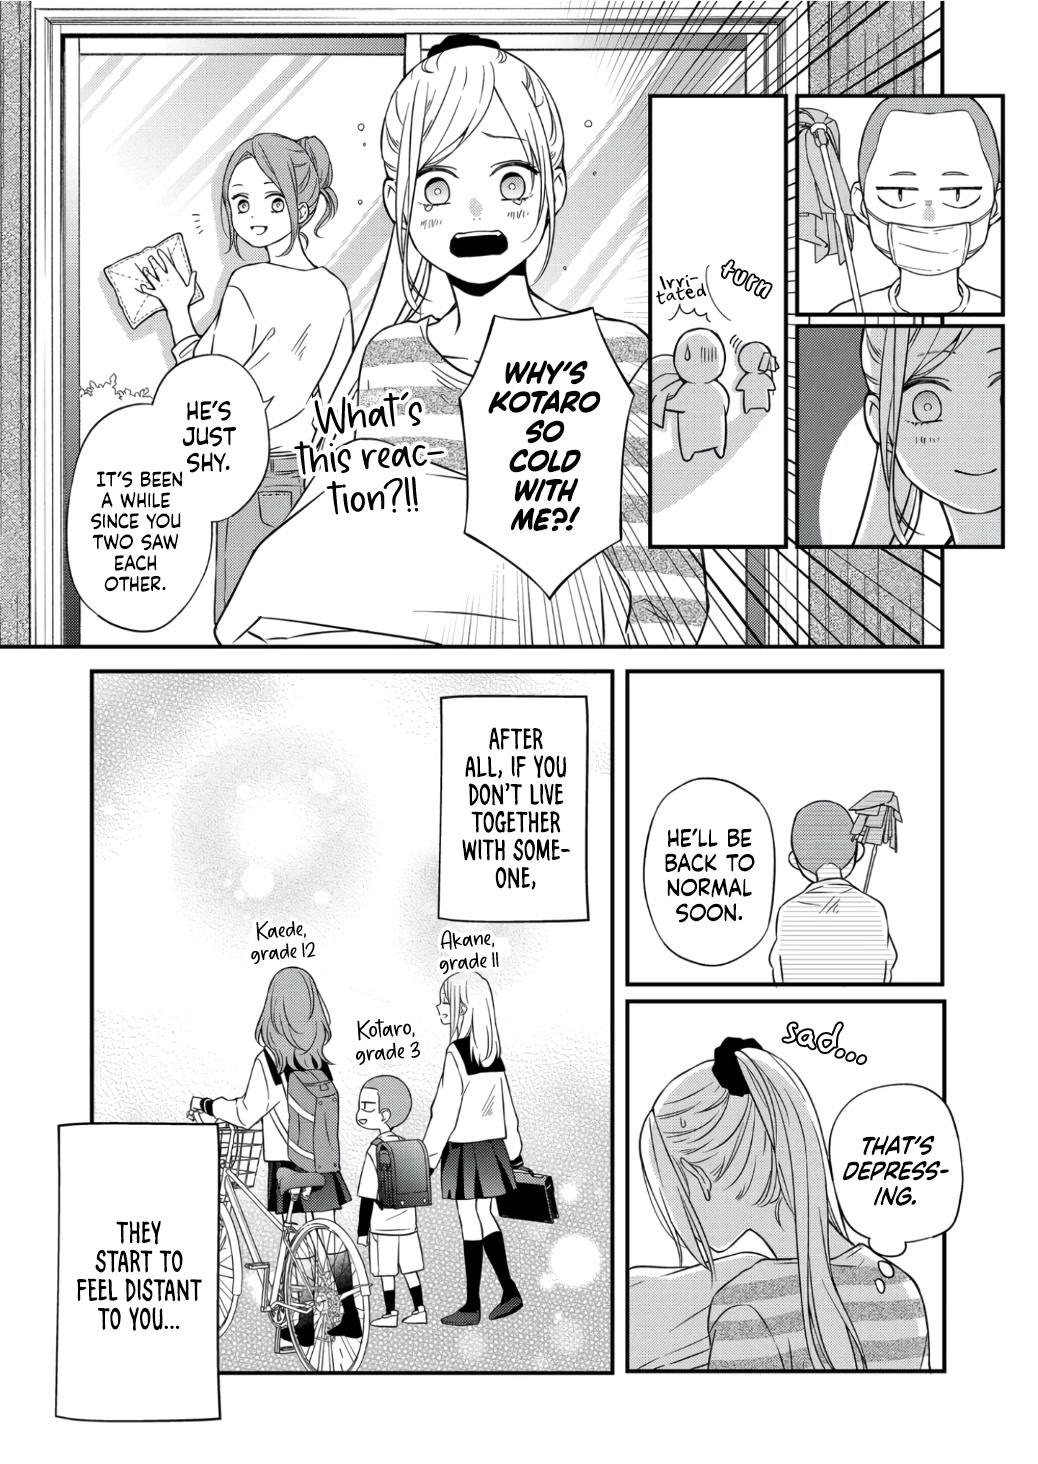 turn
Irri-
tated
WHY'S
KOTARO
SO
COLD
WITH
ME?!
What's
this reac-
tion?!!
HE'S
JUST
SHY.
IT'S BEEN
A WHILE
SINCE YOU
TWO SAW
EACH
OTHER.
HE'LL BE
BACK TO
NORMAL
SOON.
sad...
THAT'S
DEPRESS-
ING.
AFTER
ALL, IF YOU
DON'T LIVE
TOGETHER
WITH SOME-
ONE,
Akane,
grade 11
Kotaro,
grade 3
Kaede,
grade 12
THEY
START TO
FEEL DISTANT
TO YOU...